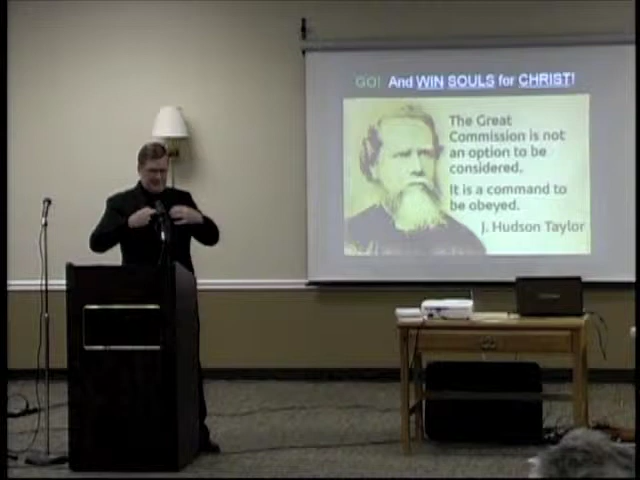 GO! And WIN SOULS for CHRIST!
The Great
Commission is not
an option to be
considered.
It is a command to
be obeyed.
J. Hudson Taylor